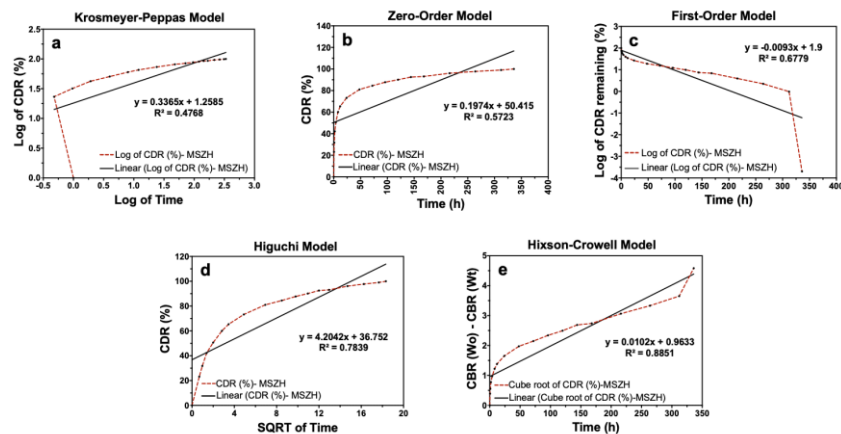 Krosmeyer-Peppas Model
a
2.5
2.0
1.5
1.0
0.5
0.0
Log of CDR (%)
y = 0.3365x + 1.2585
R² = 0.4768
Log of CDR (%)- MSZH
Linear (Log of CDR (%)- MSZH)
-0.5 0.0 0.5 1.0 1.5 2.0 2.5 3.0
Log of Time
Zero-Order Model
b
140
120
100
80
60
40
20
0
CDR (%)
y = 0.1974x + 50.415
R² = 0.5723
CDR (%)- MSZH
Linear (CDR (%)- MSZH)
0 50 100 150 200 250 300 350 400
Time (h)
First-Order Model
c
3
2
1
0
-1
-2
-3
-4
Log of CDR remaining (%)
y = -0.0093x + 1.9
R² = 0.6779
Log of CDR (%)- MSZH
Linear (Log of CDR (%)- MSZH)
0 50 100 150 200 250 300 350 400
Time (h)
Higuchi Model
d
120
100
80
60
40
20
0
CDR (%)
y = 4.2042x + 36.752
R² = 0.7839
CDR (%)- MSZH
Linear (CDR (%)- MSZH)
0 4 8 12 16 20
SQRT of Time
Hixson-Crowell Model
e
5
4
3
2
1
0
CBR (Wo) - CBR (Wt)
y = 0.0102x + 0.9633
R² = 0.8851
Cube root of CDR (%)-MSZH
Linear (Cube root of CDR (%)-MSZH)
0 50 100 150 200 250 300 350
Time (h)